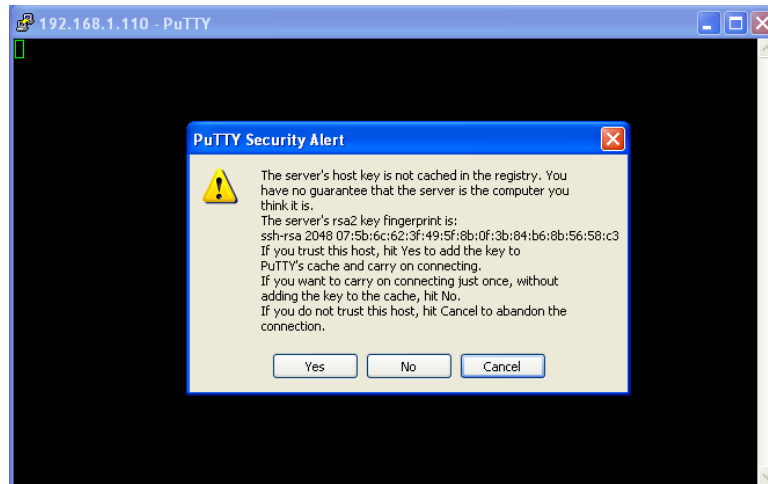 192.168.1.110 - PuTTY
PuTTY Security Alert
The server's host key is not cached in the registry. You
have no guarantee that the server is the computer you
think it is.
The server's rsa2 key fingerprint is:
ssh-rsa 2048 07:5b:6c:62:3f:49:5f:8b:0f:3b:84:b6:8b:56:58:c3
If you trust this host, hit Yes to add the key to
PuTTY's cache and carry on connecting.
If you want to carry on connecting just once, without
adding the key to the cache, hit No.
If you do not trust this host, hit Cancel to abandon the
connection.
Yes No Cancel